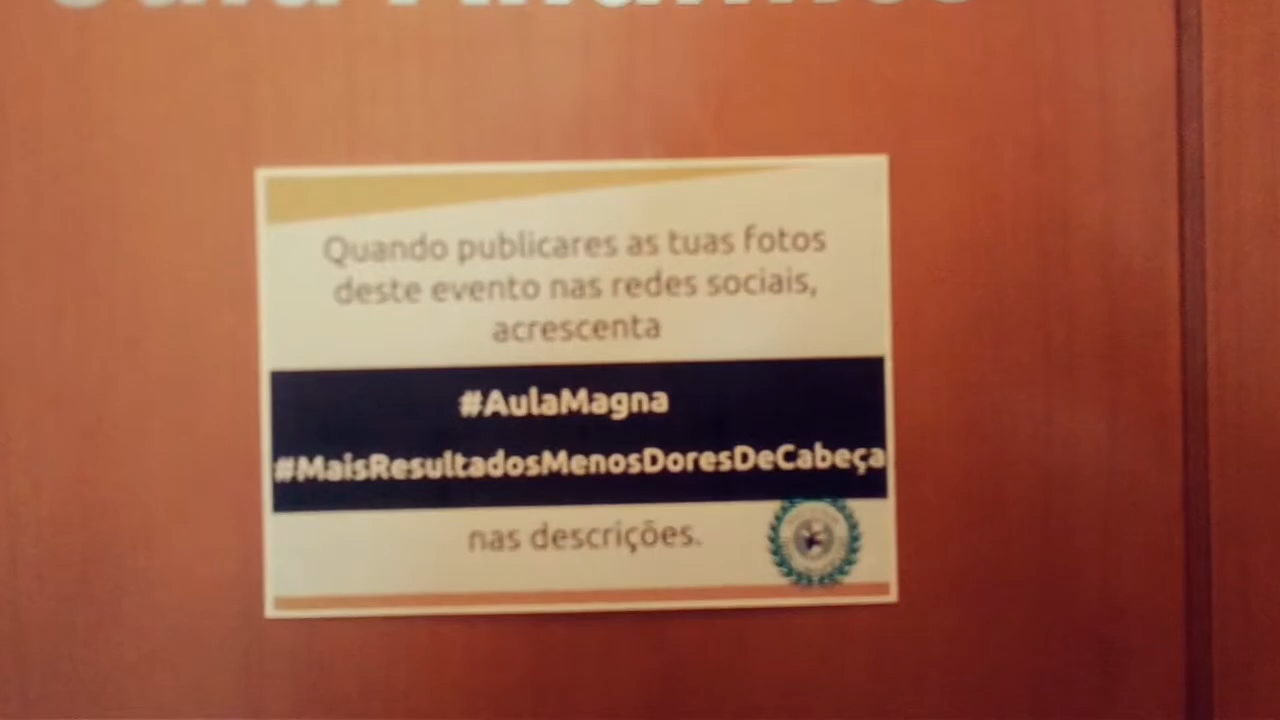 Quando publicares as tuas fotos
deste evento nas redes sociais,
acrescenta
#AulaMagna
#MaisResultadosMenosDoresDeCabeça
nas descrições.